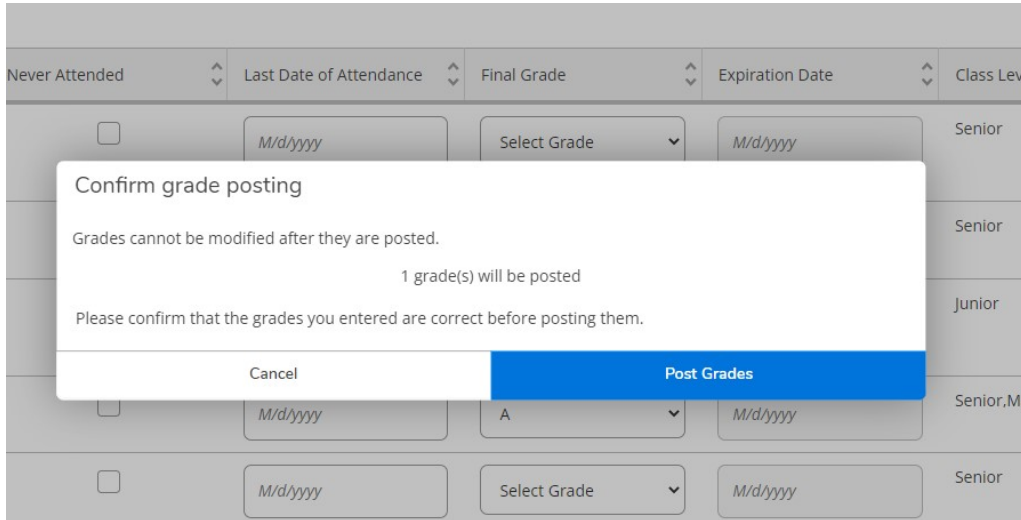 Never Attended Last Date of Attendance Final Grade Expiration Date Class Lev
M/d/yyyy Select Grade M/d/yyyy Senior
Confirm grade posting
Grades cannot be modified after they are posted.
Senior
1 grade(s) will be posted
Junior
Please confirm that the grades you entered are correct before posting them.
Cancel Post Grades
M/d/yyyy A M/d/yyyy Senior,M
M/d/yyyy Select Grade M/d/yyyy Senior